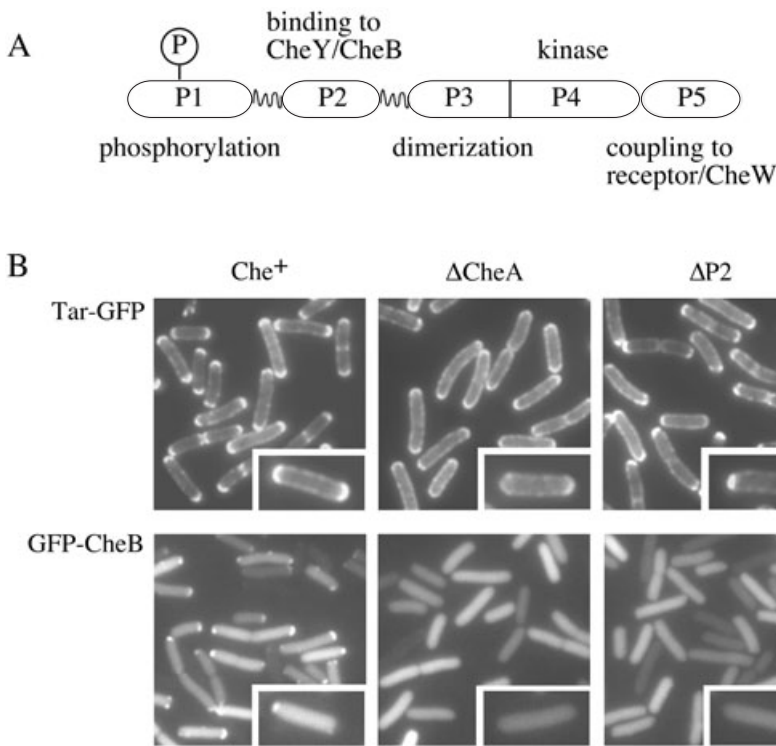 A
binding to
CheY/CheB
kinase
P
P1
P2
P3
P4
P5
phosphorylation
dimerization
coupling to
receptor/CheW
B
Che+
ΔCheA
ΔP2
Tar-GFP
GFP-CheB